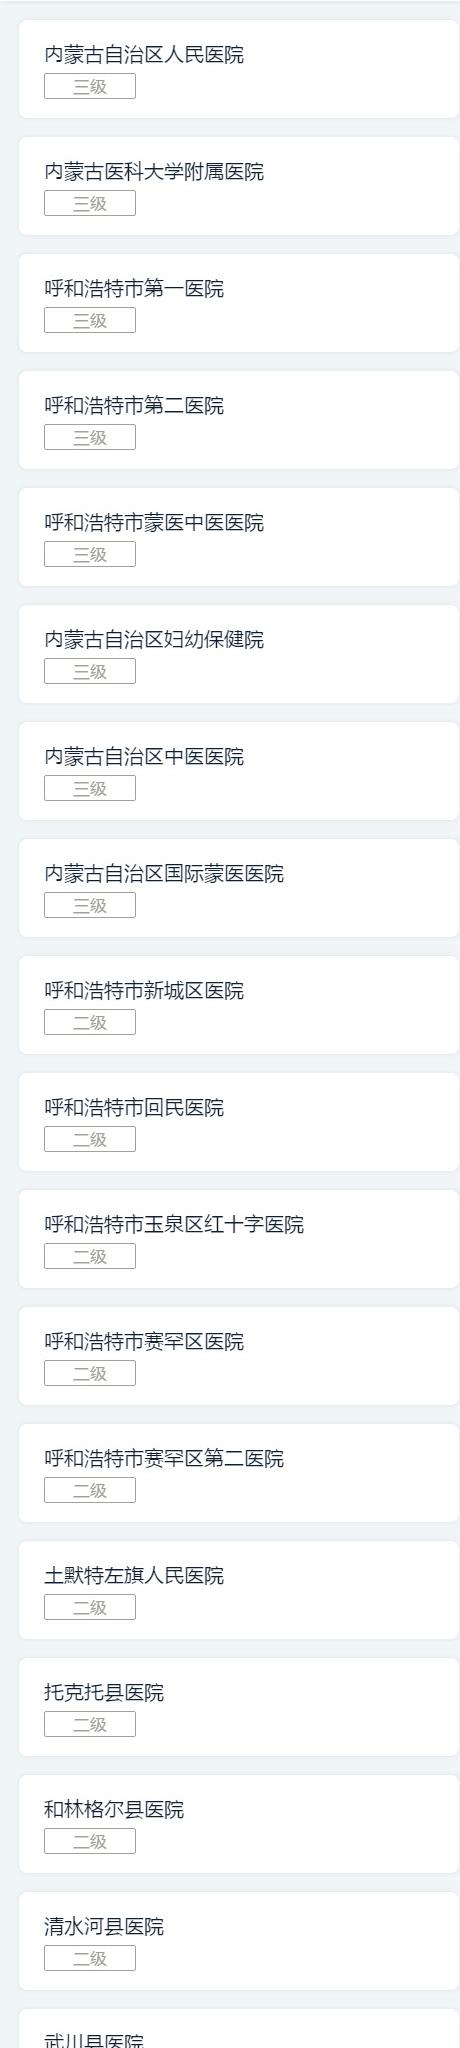 内蒙古自治区人民医院
三级
内蒙古医科大学附属医院
三级
呼和浩特市第一医院
三级
呼和浩特市第二医院
三级
呼和浩特市蒙医中医医院
三级
内蒙古自治区妇幼保健院
三级
内蒙古自治区中医医院
三级
内蒙古自治区国际蒙医医院
三级
呼和浩特市新城区医院
二级
呼和浩特市回民医院
二级
呼和浩特市玉泉区红十字医院
二级
呼和浩特市赛罕区医院
二级
呼和浩特市赛罕区第二医院
二级
土默特左旗人民医院
二级
托克托县医院
二级
和林格尔县医院
二级
清水河县医院
二级
武川县医院